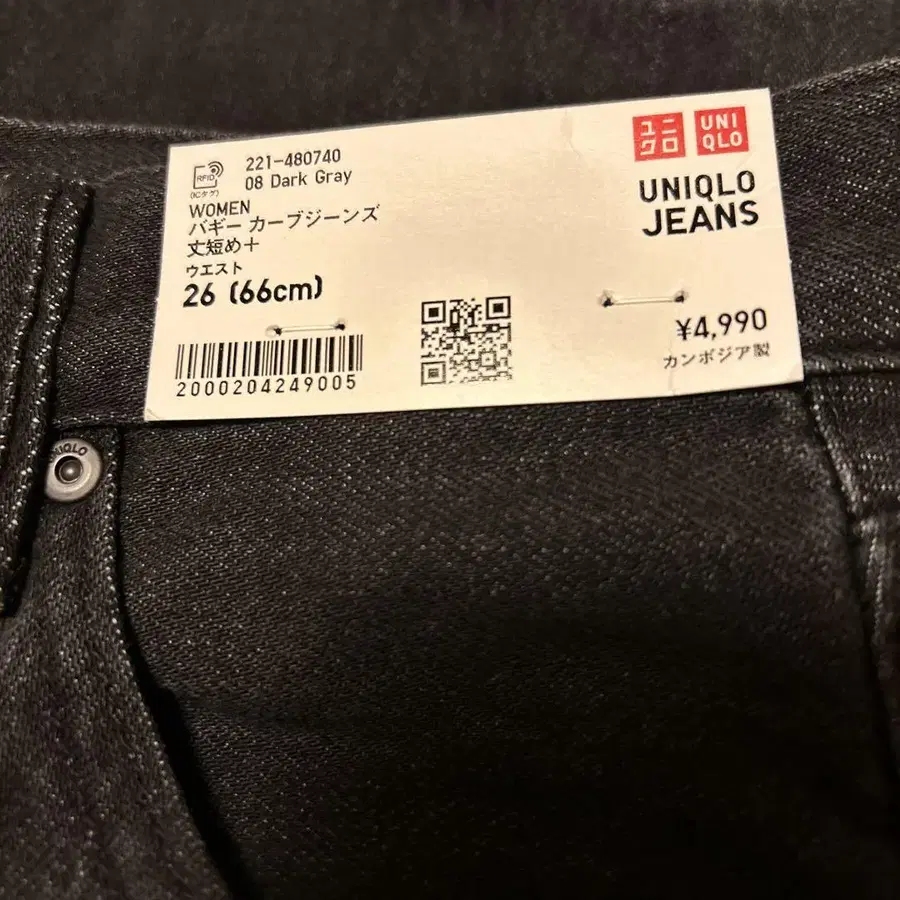 RFID
(ICタグ)
221-480740
08 Dark Gray
WOMEN
バギー カーブジーンズ
丈短め+
ウエスト
26 (66cm)
2000204249005
ユニ
クロ
UNI
QLO
UNIQLO
JEANS
¥4,990
カンボジア製
UNIQLO